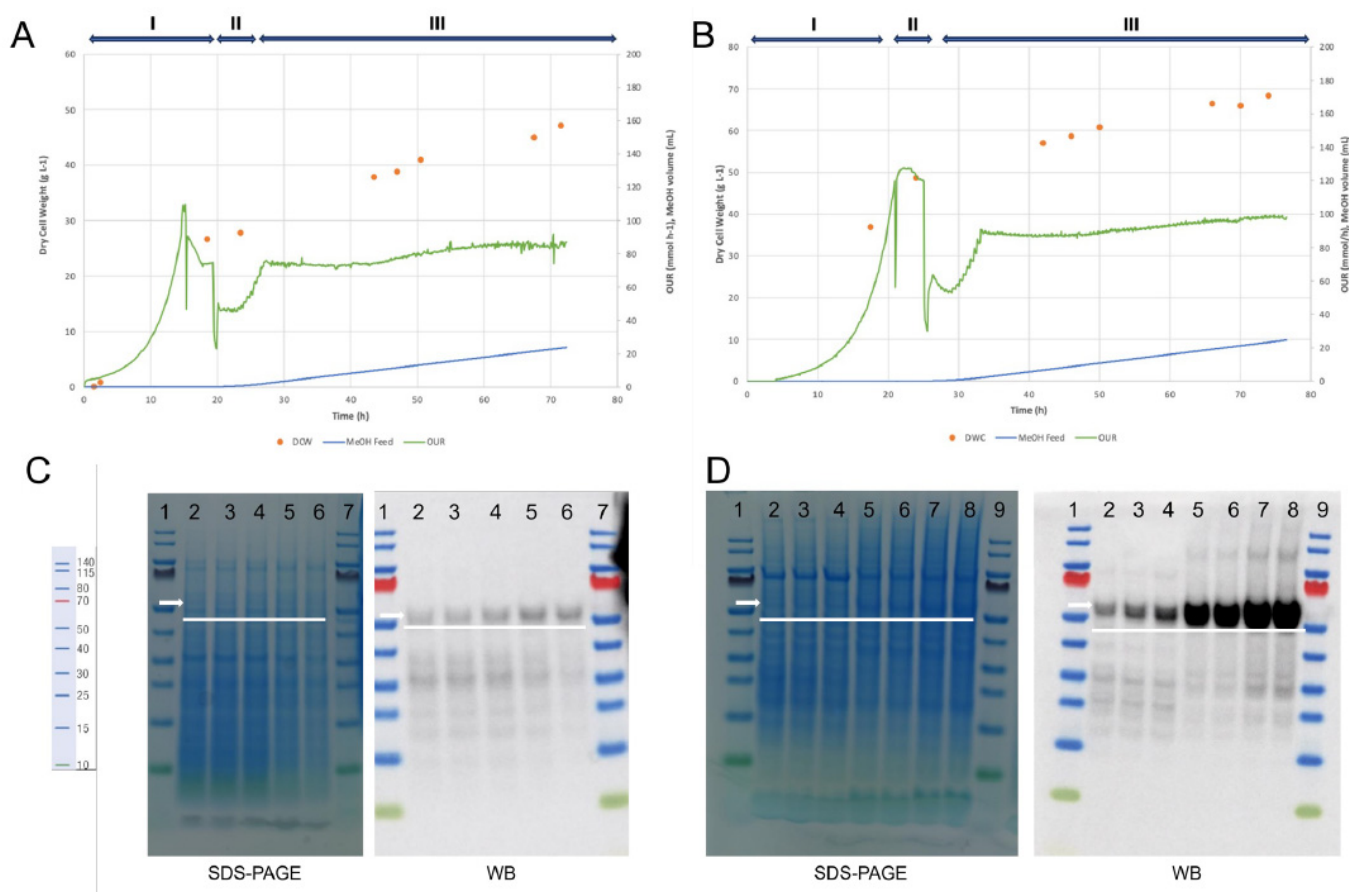 A
I II III
60
50
40
30
20
10
0
Dry Cell Weight (g L-1)
200
180
160
140
120
100
80
60
40
20
0
OUR (mmol h-1), MeOH volume (mL)
0 10 20 30 40 50 60 70 80
Time (h)
DCW MeOH Feed OUR
B
I II III
80
70
60
50
40
30
20
10
0
Dry Cell Weight (g L-1)
200
180
160
140
120
100
80
60
40
20
0
OUR (mmol/h), MeOH volume (mL)
0 10 20 30 40 50 60 70 80
Time (h)
DWC MeOH Feed OUR
C
140
115
80
70
50
40
30
25
15
10
1 2 3 4 5 6 7
SDS-PAGE
1 2 3 4 5 6 7
WB
D
1 2 3 4 5 6 7 8 9
SDS-PAGE
1 2 3 4 5 6 7 8 9
WB